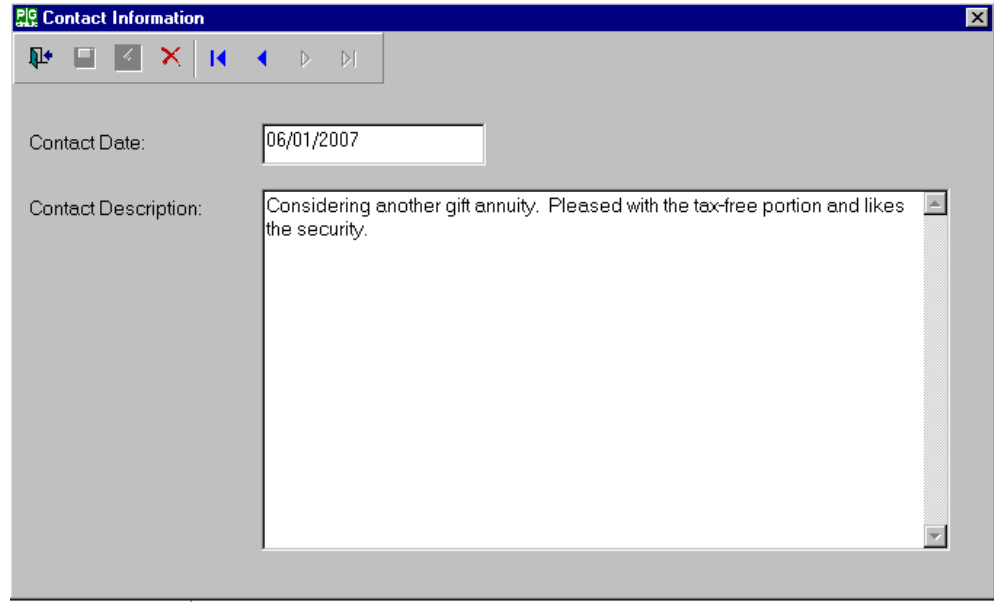 Contact Information
Contact Date:
06/01/2007
Contact Description:
Considering another gift annuity.  Pleased with the tax-free portion and likes
the security.